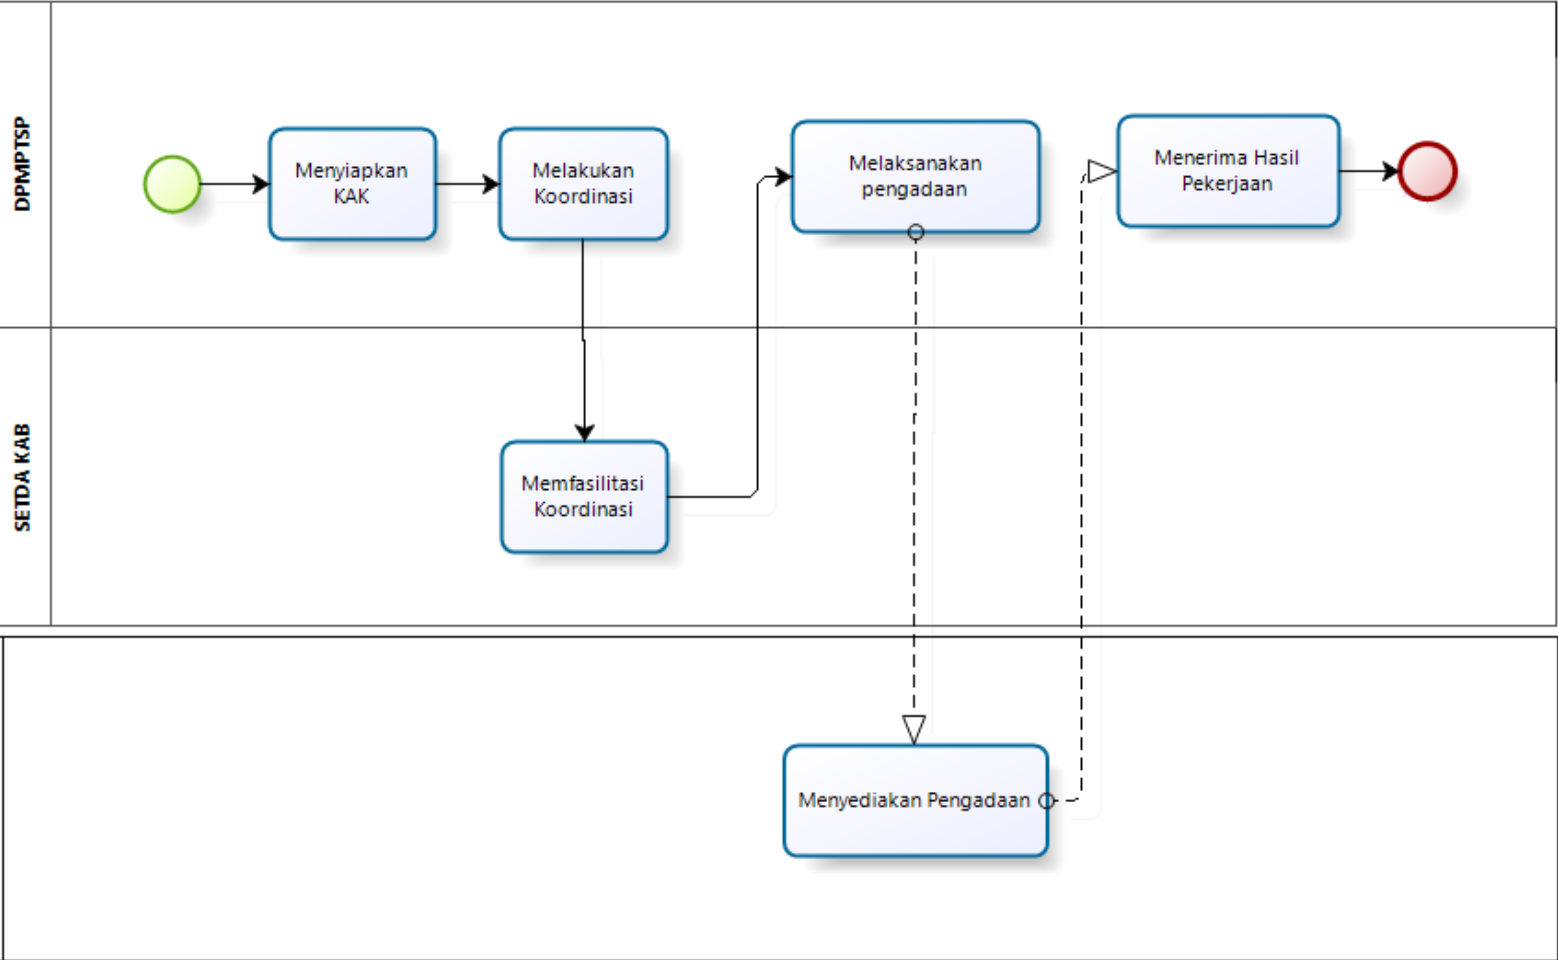 DPMPTSP
Menyiapkan
KAK
Melakukan
Koordinasi
Melaksanakan
pengadaan
Menerima Hasil
Pekerjaan
SETDA KAB
Memfasilitasi
Koordinasi
Menyediakan Pengadaan